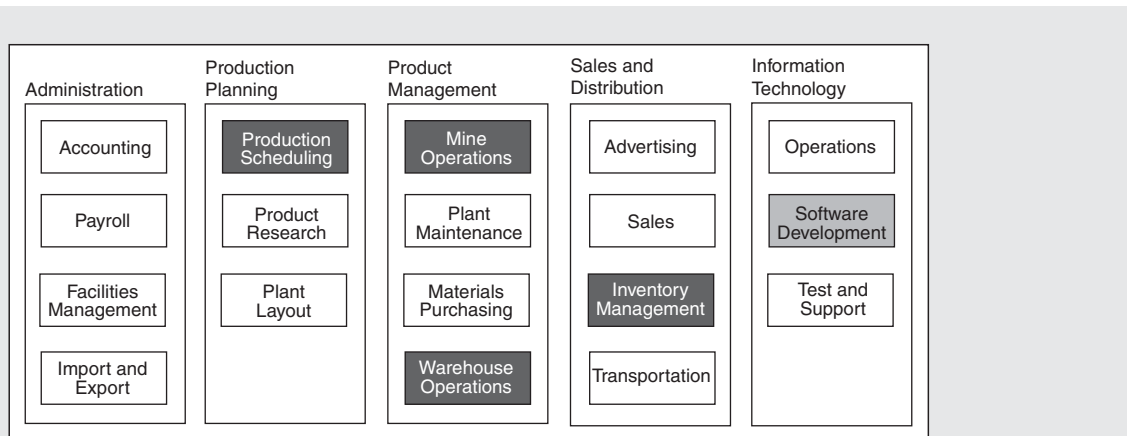 Administration
Accounting
Payroll
Facilities
Management
Import and
Export
Production
Planning
Production
Scheduling
Product
Research
Plant
Layout
Product
Management
Mine
Operations
Plant
Maintenance
Materials
Purchasing
Warehouse
Operations
Sales and
Distribution
Advertising
Sales
Inventory
Management
Transportation
Information
Technology
Operations
Software
Development
Test and
Support